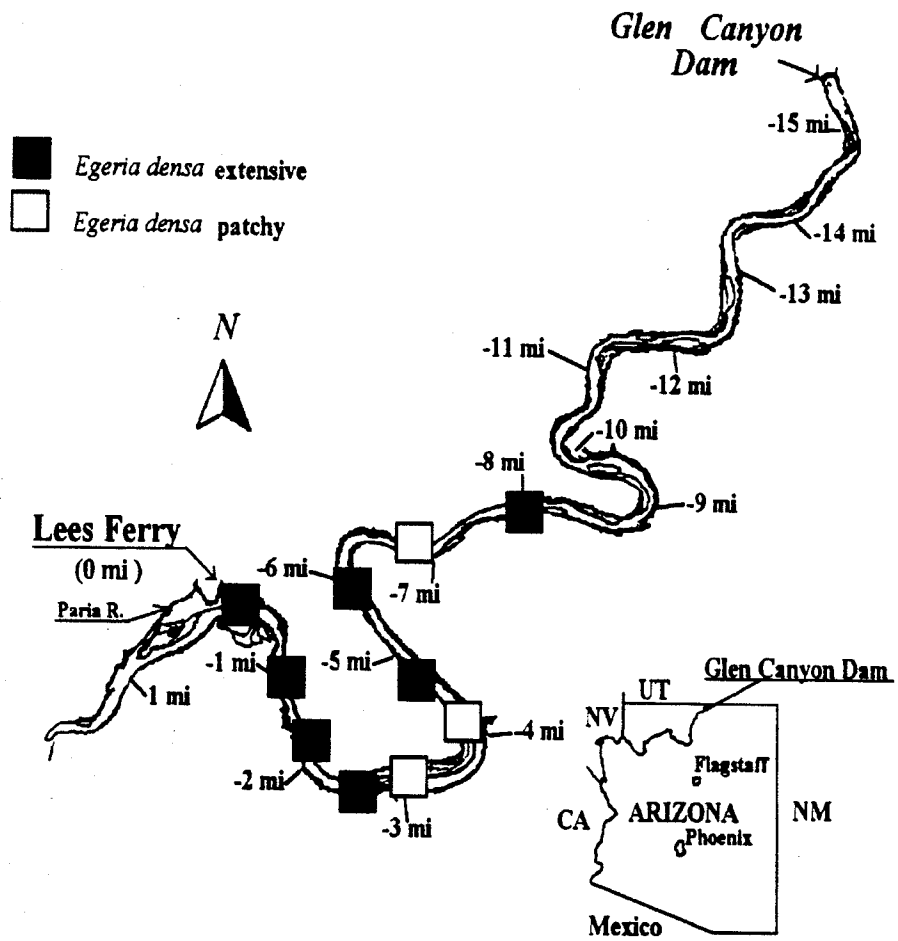 Glen Canyon
Dam
-15 mi
Egeria densa extensive
Egeria densa patchy
-14 mi
-13 mi
N
-11 mi
-12 mi
-10 mi
-8 mi
-9 mi
Lees Ferry
(0 mi )
-6 mi
-7 mi
Paria R.
-1 mi
-5 mi
1 mi
Glen Canyon Dam
UT
NV
-4 mi
Flagstaff
-2 mi
CA
ARIZONA
NM
-3 mi
Phoenix
Mexico